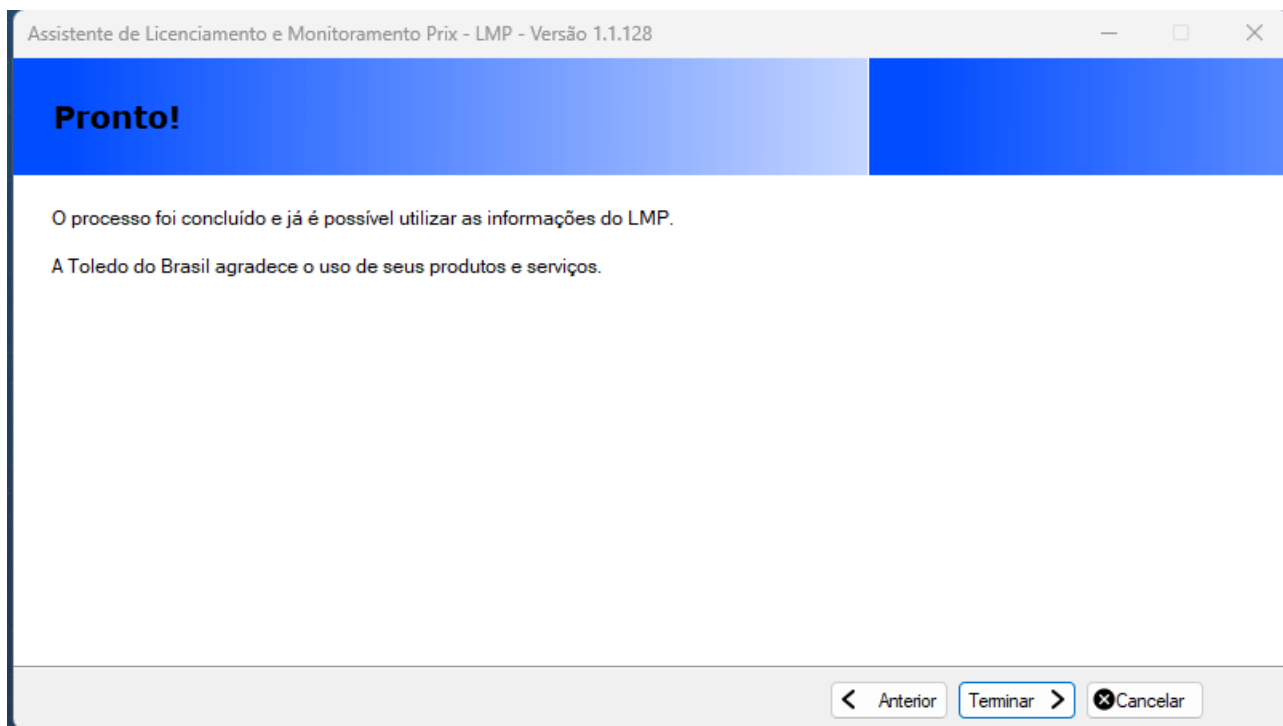 Assistente de Licenciamento e Monitoramento Prix - LMP - Versão 1.1.128
Pronto!
O processo foi concluído e já é possível utilizar as informações do LMP.
A Toledo do Brasil agradece o uso de seus produtos e serviços.
Anterior Terminar Cancelar